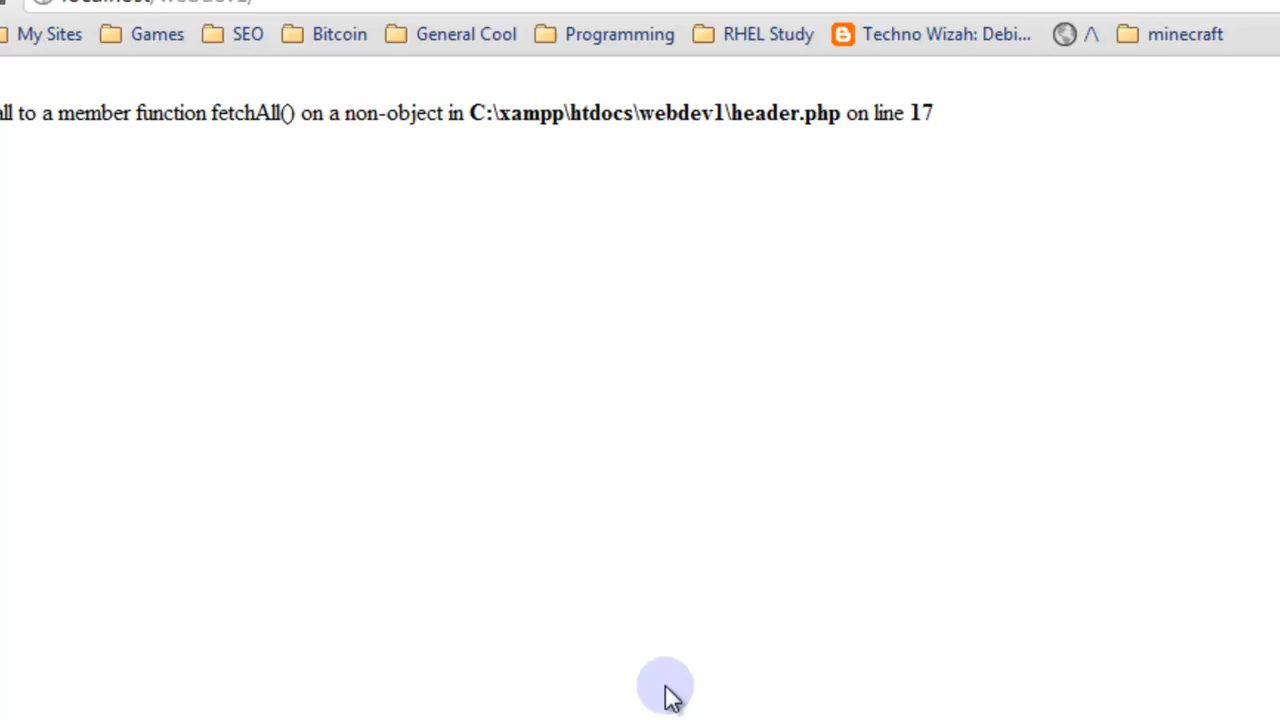 My Sites Games SEO Bitcoin General Cool Programming RHEL Study Techno Wizah: Debi... /\ minecraft
all to a member function fetchAll() on a non-object in C:\xampp\htdocs\webdev1\header.php on line 17